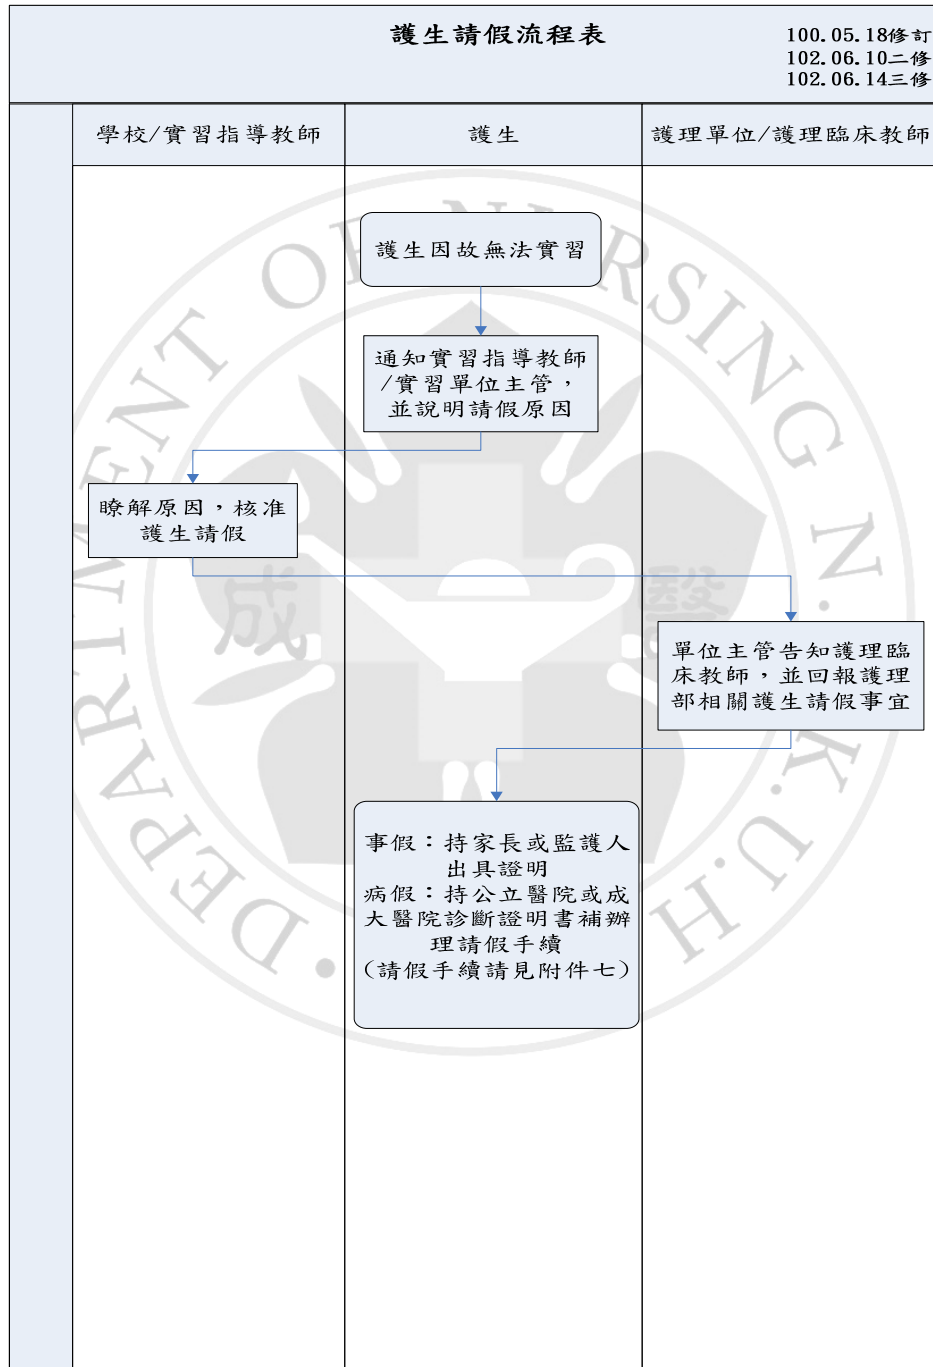 護生請假流程表
100.05.18修訂
102.06.10二修
102.06.14三修
學校/實習指導教師
護生
護理單位/護理臨床教師
護生因故無法實習
通知實習指導教師
/實習單位主管，
並說明請假原因
瞭解原因，核准
護生請假
單位主管告知護理臨
床教師，並回報護理
部相關護生請假事宜
事假：持家長或監護人
出具證明
病假：持公立醫院或成
大醫院診斷證明書補辦
理請假手續
(請假手續請見附件七)
DEPARTMENT OF NURSING N.C.K.U.H.
成 醫